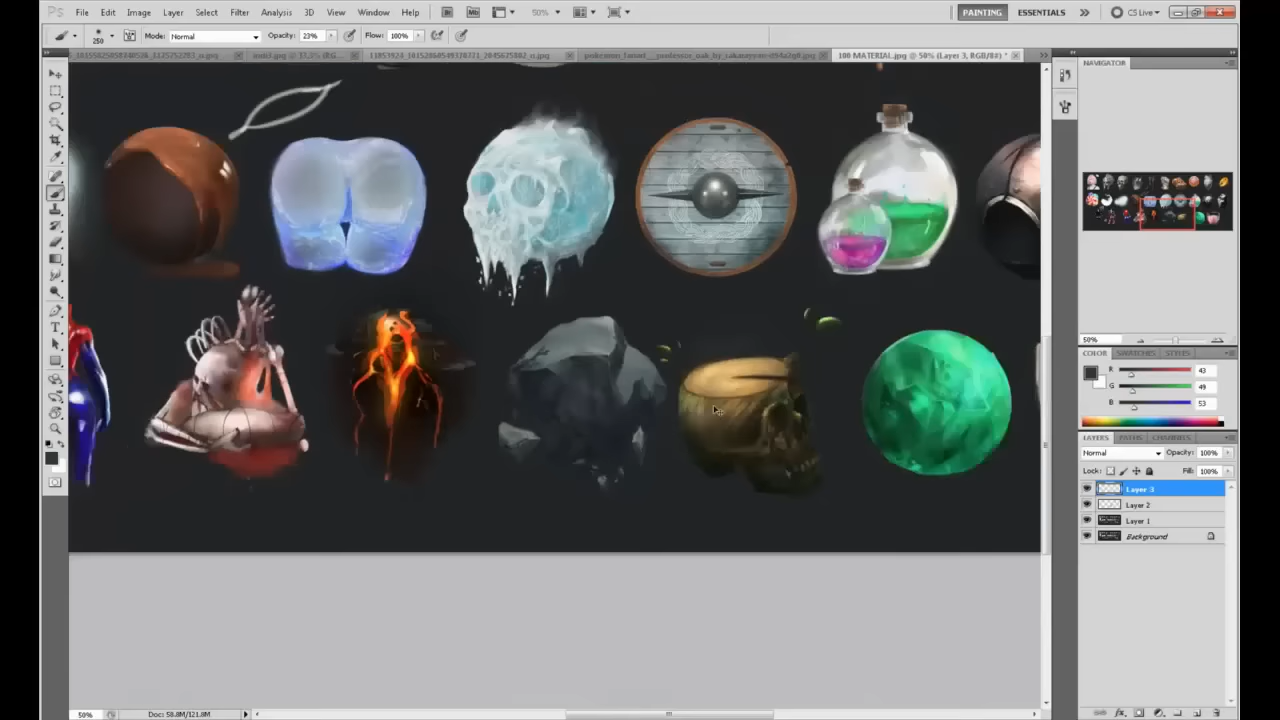 PS File Edit Image Layer Select Filter Analysis 3D View Window Help Mb 50% PAINTING ESSENTIALS CS Live
250 Mode: Normal Opacity: 23% Flow: 100%
100 MATERIAL.jpg @ 50% (Layer 3, RGB/8#) *
NAVIGATOR
50%
COLOR SWATCHES STYLES
R 43
G 49
B 53
LAYERS PATHS CHANNELS
Normal Opacity: 100%
Lock: Fill: 100%
Layer 3
Layer 2
Layer 1
Background
50% Doc: 58.8M/121.8M